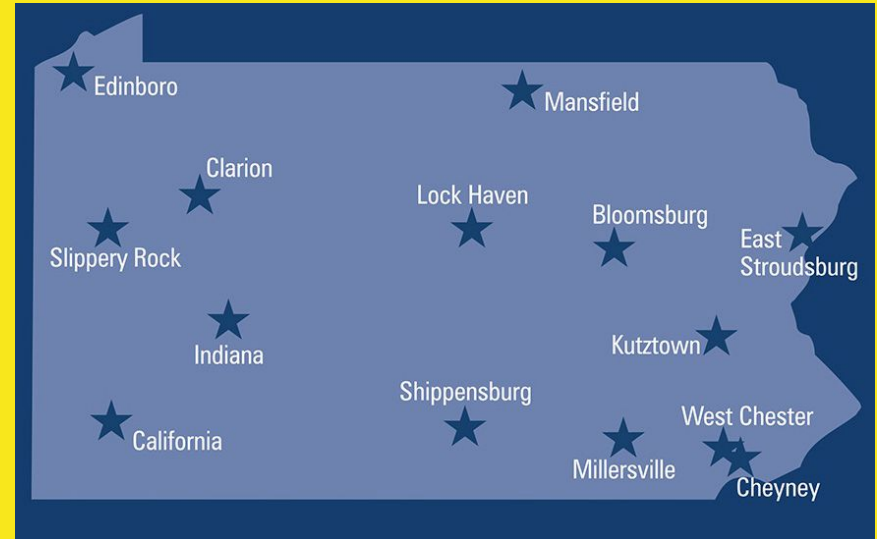 Edinboro
Mansfield
Clarion
Lock Haven
Bloomsburg
East
Stroudsburg
Slippery Rock
Kutztown
Indiana
Shippensburg
West Chester
California
Millersville
Cheyney